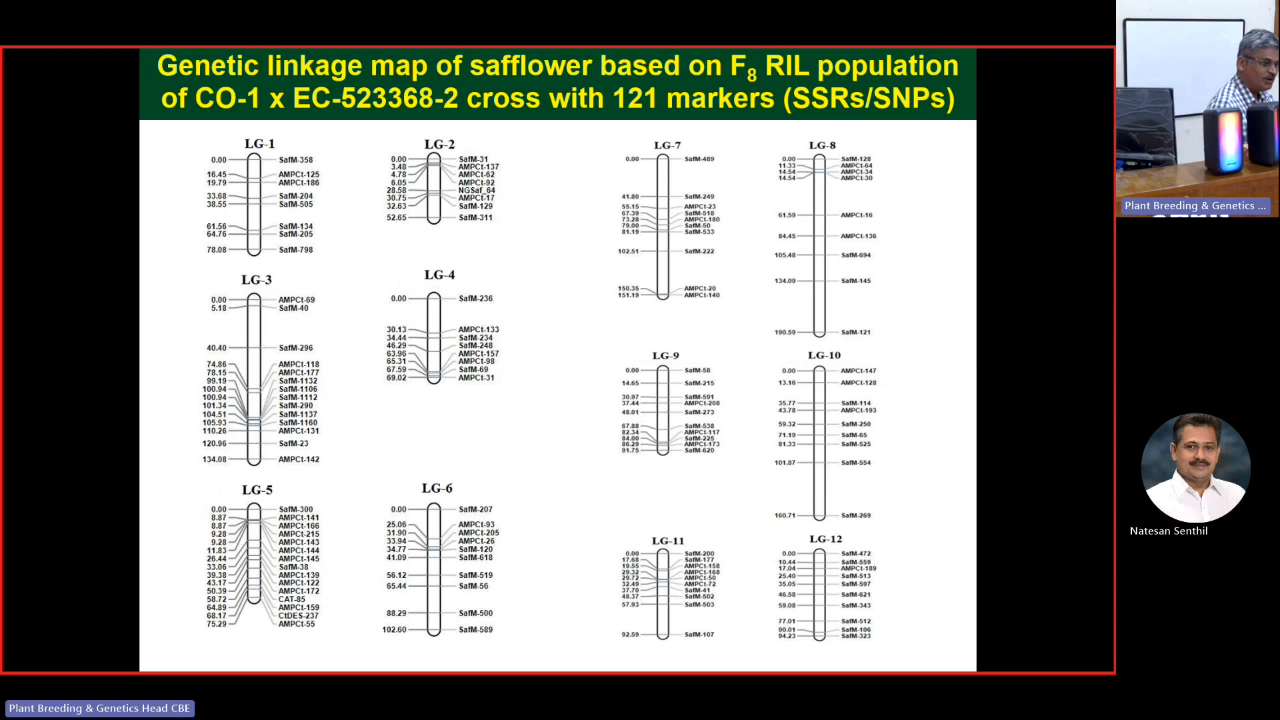 Genetic linkage map of safflower based on F8 RIL population
of CO-1 x EC-523368-2 cross with 121 markers (SSRs/SNPs)
LG-1
0.00 SafM-358
16.45 AMPCt-125
19.79 AMPCt-186
33.68 SafM-204
38.55 SafM-505
61.56 SafM-134
64.76 SafM-205
78.08 SafM-798
LG-2
0.00 SafM-31
3.48 AMPCt-137
4.78 AMPCt-62
6.05 AMPCt-92
28.58 NGSaf_64
30.75 AMPCt-17
32.63 SafM-129
52.65 SafM-311
LG-3
0.00 AMPCt-69
5.18 SafM-40
40.40 SafM-296
74.86 AMPCt-118
78.15 AMPCt-177
99.19 SafM-1132
100.94 SafM-1106
100.94 SafM-1112
101.34 SafM-290
104.51 SafM-1137
105.93 SafM-1160
110.26 AMPCt-131
120.96 SafM-23
134.08 AMPCt-142
LG-4
0.00 SafM-236
30.13 AMPCt-133
34.44 SafM-234
46.29 SafM-248
63.96 AMPCt-157
65.31 AMPCt-98
67.59 SafM-69
69.02 AMPCt-31
LG-5
0.00 SafM-300
8.87 AMPCt-141
8.87 AMPCt-166
9.28 AMPCt-215
9.28 AMPCt-143
11.83 AMPCt-144
26.44 AMPCt-145
33.06 SafM-38
39.38 AMPCt-139
43.17 AMPCt-122
50.39 AMPCt-172
58.72 CAT-85
64.89 AMPCt-159
68.17 CtDES-237
75.29 AMPCt-55
LG-6
0.00 SafM-207
25.06 AMPCt-93
31.90 AMPCt-205
33.94 AMPCt-26
34.77 SafM-120
41.09 SafM-618
56.12 SafM-519
65.44 SafM-56
88.29 SafM-500
102.60 SafM-589
LG-7
0.00 SafM-489
41.80 SafM-249
55.15 AMPCt-23
67.39 SafM-518
73.28 AMPCt-180
79.00 SafM-50
81.19 SafM-533
102.51 SafM-222
150.35 AMPCt-20
151.19 AMPCt-140
LG-8
0.00 SafM-128
11.33 AMPCt-64
14.54 AMPCt-34
14.54 AMPCt-30
61.59 AMPCt-16
84.45 AMPCt-136
105.48 SafM-694
134.09 SafM-145
190.59 SafM-121
LG-9
0.00 SafM-58
14.65 SafM-215
30.97 SafM-591
37.44 AMPCt-208
48.01 SafM-273
67.88 SafM-538
82.34 AMPCt-117
84.00 SafM-225
86.29 AMPCt-173
91.75 SafM-620
LG-10
0.00 AMPCt-147
13.16 AMPCt-128
35.77 SafM-114
43.78 AMPCt-193
59.32 SafM-250
71.19 SafM-65
81.33 SafM-525
101.87 SafM-554
160.71 SafM-269
LG-11
0.00 SafM-200
17.68 SafM-177
19.55 AMPCt-158
29.32 AMPCt-168
29.72 AMPCt-50
32.49 AMPCt-72
37.70 SafM-41
48.37 SafM-502
57.93 SafM-503
92.59 SafM-107
LG-12
0.00 SafM-472
10.44 SafM-559
17.04 AMPCt-189
25.40 SafM-513
35.05 SafM-597
46.58 SafM-621
59.08 SafM-343
77.01 SafM-512
90.01 SafM-106
94.23 SafM-323
Plant Breeding & Genetics ...
Natesan Senthil
Plant Breeding & Genetics Head CBE